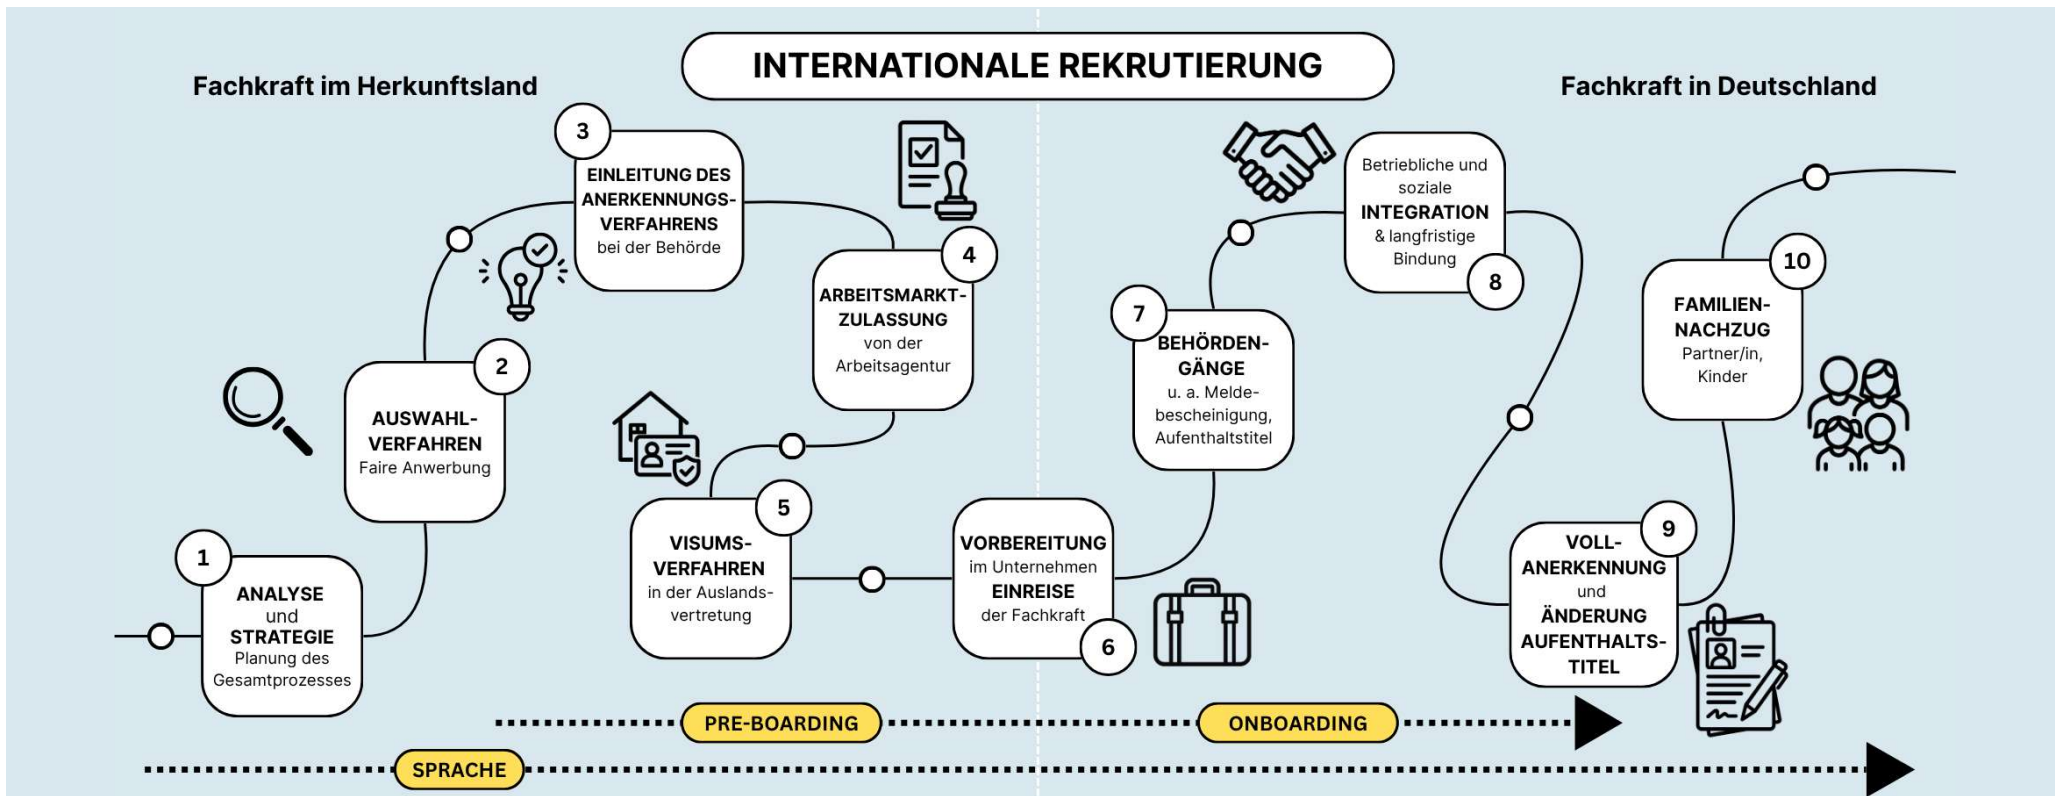 INTERNATIONALE REKRUTIERUNG
Fachkraft im Herkunftsland
Fachkraft in Deutschland
1
ANALYSE
und
STRATEGIE
Planung des
Gesamtprozesses
2
AUSWAHL-
VERFAHREN
Faire Anwerbung
3
EINLEITUNG DES
ANERKENNUNGS-
VERFAHRENS
bei der Behörde
4
ARBEITSMARKT-
ZULASSUNG
von der
Arbeitsagentur
5
VISUMS-
VERFAHREN
in der Auslands-
vertretung
VORBEREITUNG
im Unternehmen
EINREISE
der Fachkraft
6
7
BEHÖRDEN-
GÄNGE
u. a. Melde-
bescheinigung,
Aufenthaltstitel
Betriebliche und
soziale
INTEGRATION
& langfristige
Bindung
8
9
VOLL-
ANERKENNUNG
und
ÄNDERUNG
AUFENTHALTS-
TITEL
10
FAMILIEN-
NACHZUG
Partner/in,
Kinder
PRE-BOARDING
ONBOARDING
SPRACHE